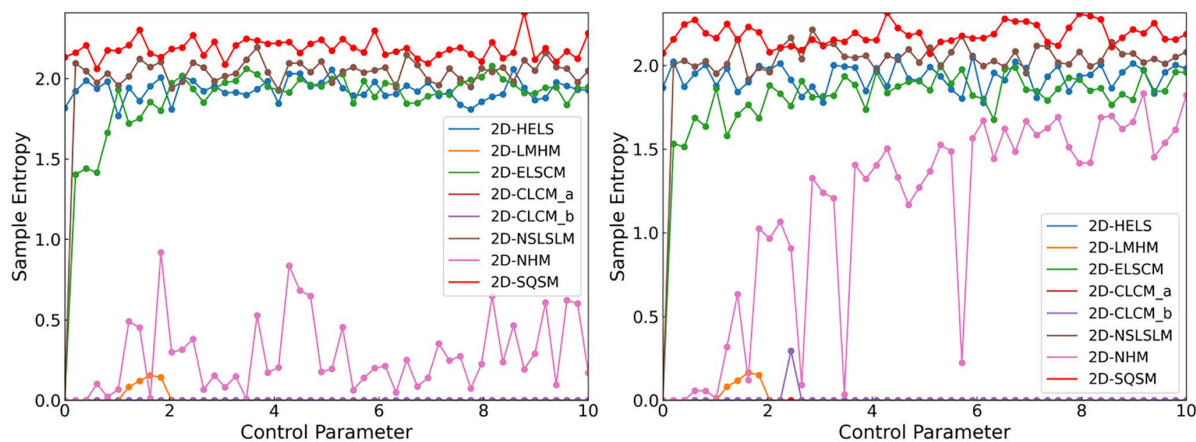 Sample Entropy
2.0
1.5
1.0
0.5
0.0
0
2
4
6
8
10
Control Parameter
2D-HELS
2D-LMHM
2D-ELSCM
2D-CLCM_a
2D-CLCM_b
2D-NSLSLM
2D-NHM
2D-SQSM
Sample Entropy
2.0
1.5
1.0
0.5
0.0
0
2
4
6
8
10
Control Parameter
2D-HELS
2D-LMHM
2D-ELSCM
2D-CLCM_a
2D-CLCM_b
2D-NSLSLM
2D-NHM
2D-SQSM